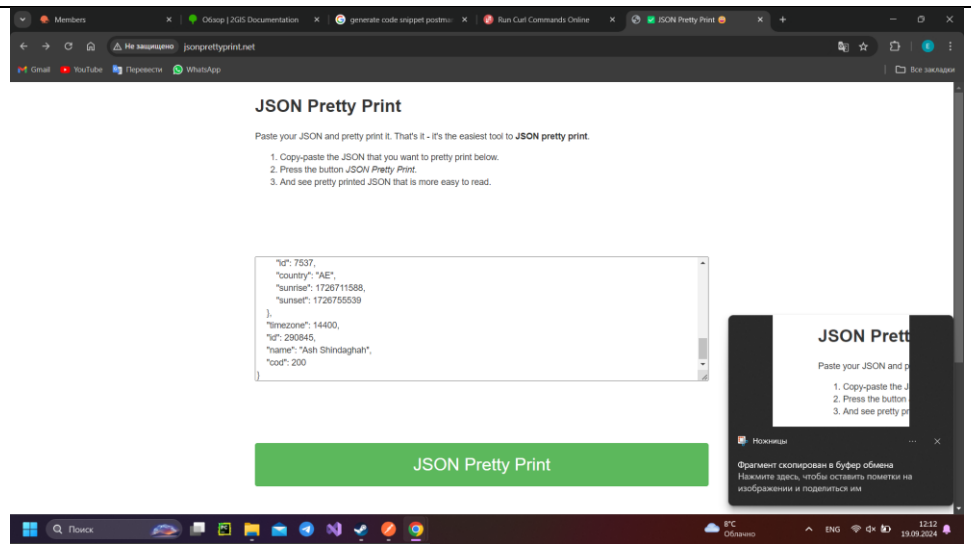 Members
Обзор | 2GIS Documentation
generate code snippet postma
Run Curl Commands Online
JSON Pretty Print
Не защищено
jsonprettyprint.net
Gmail
YouTube
Перевести
WhatsApp
Все закладки
JSON Pretty Print
Paste your JSON and pretty print it. That's it - it's the easiest tool to JSON pretty print.
1. Copy-paste the JSON that you want to pretty print below.
2. Press the button JSON Pretty Print.
3. And see pretty printed JSON that is more easy to read.
"id": 7537,
"country": "AE",
"sunrise": 1726711588,
"sunset": 1726755539
},
"timezone": 14400,
"id": 290845,
"name": "Ash Shindaghah",
"cod": 200
}
JSON Pretty Print
JSON Prett
Paste your JSON and p
1. Copy-paste the J
2. Press the button
3. And see pretty pr
Ножницы
Фрагмент скопирован в буфер обмена
Нажмите здесь, чтобы оставить пометки на
изображении и поделиться им
Поиск
8°C
Облачно
ENG
12:12
19.09.2024